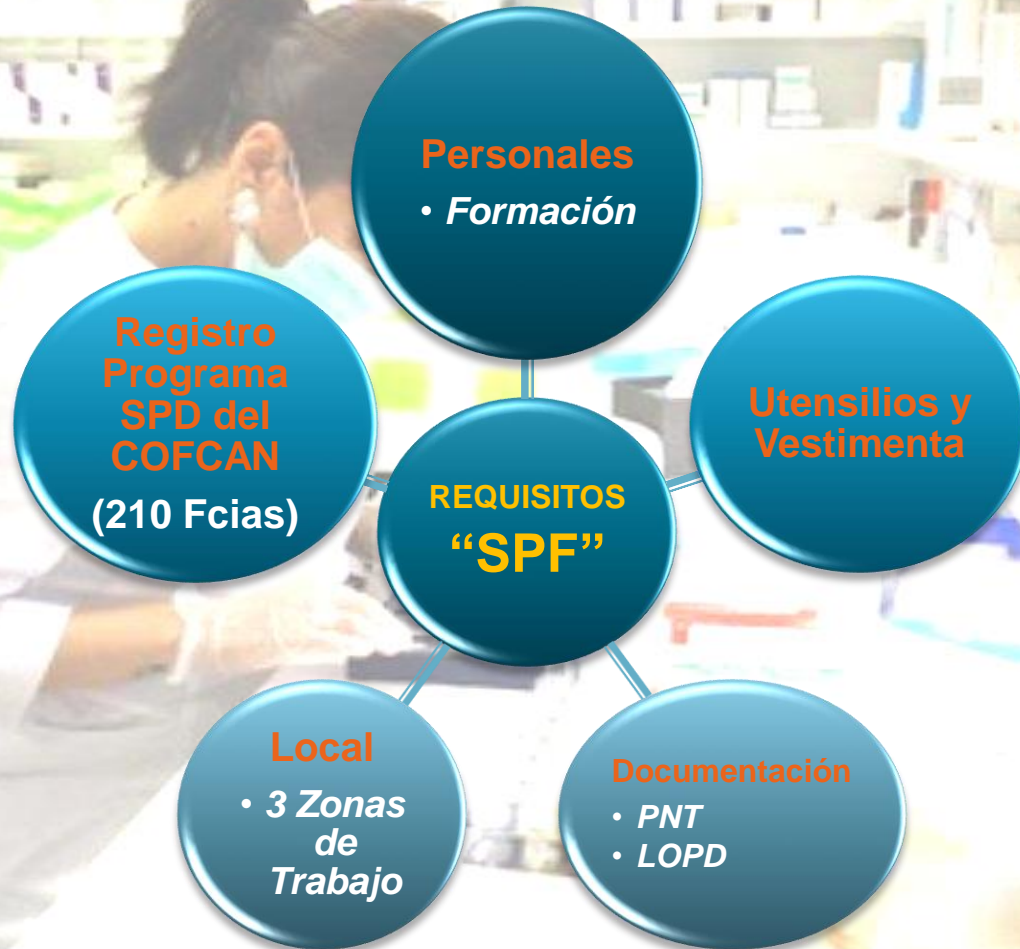 Personales
• Formación
Registro
Programa
SPD del
COFCAN
(210 Fcias)
Utensilios y
Vestimenta
REQUISITOS
“SPF”
Local
• 3 Zonas
de
Trabajo
Documentación
• PNT
• LOPD